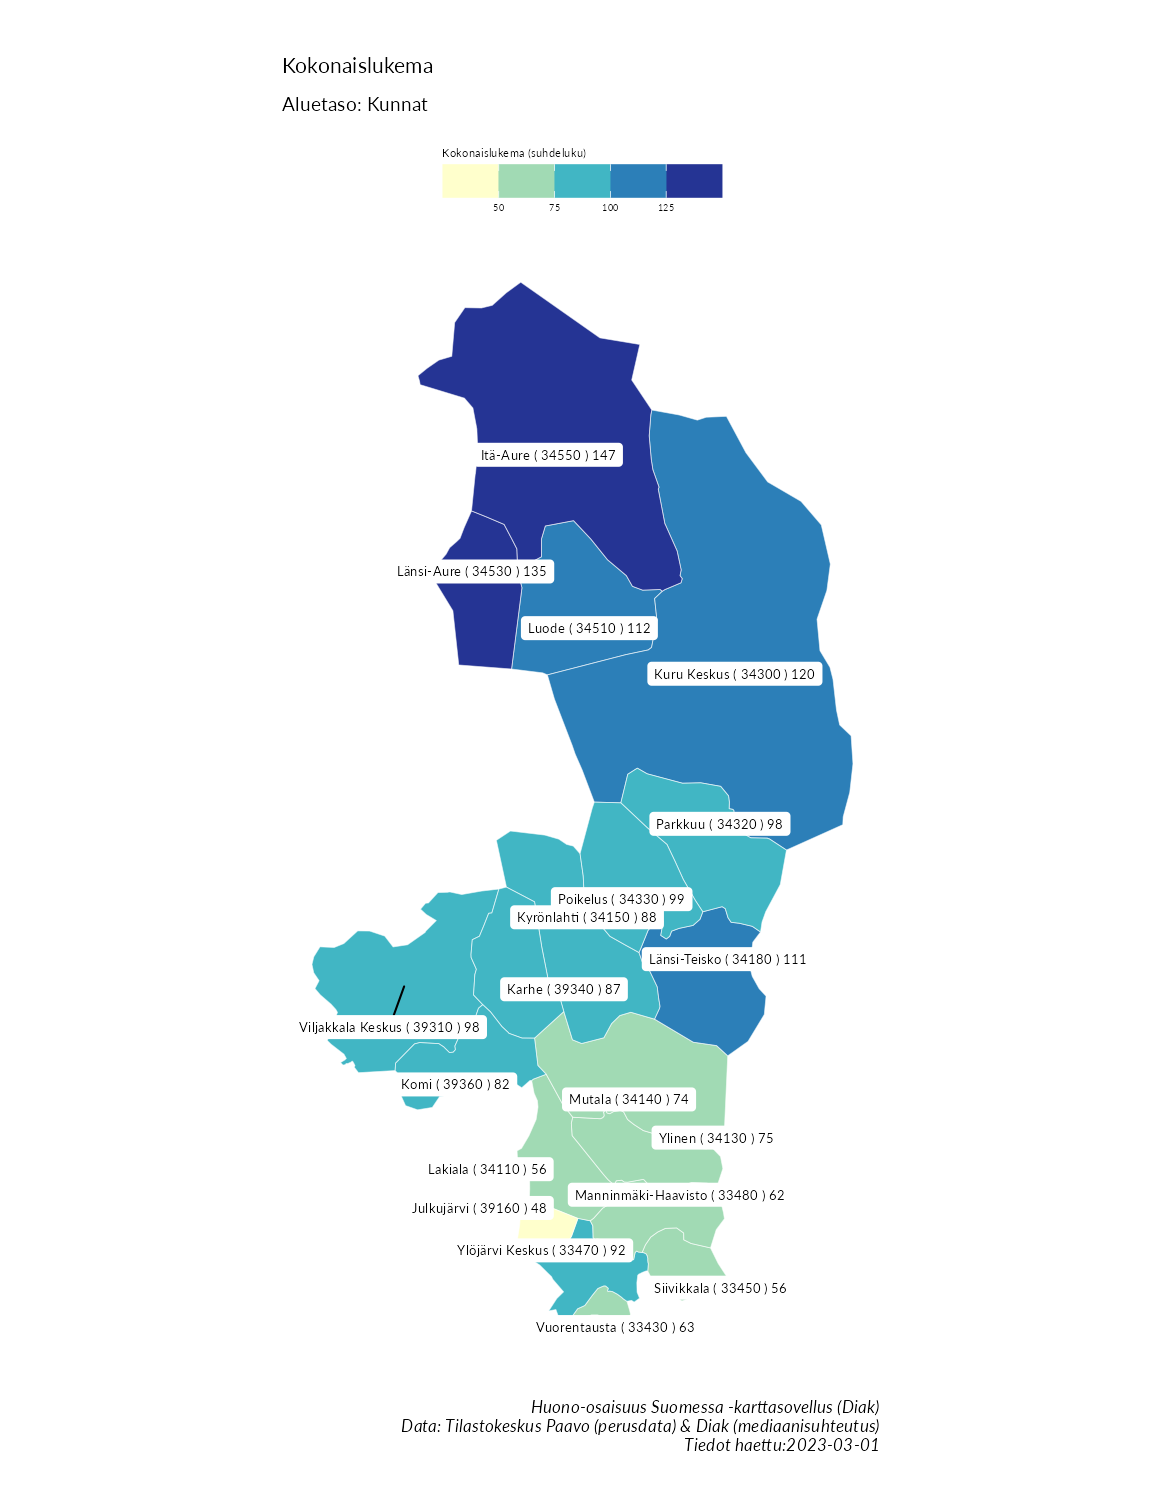 Kokonaislukema
Aluetaso: Kunnat
Kokonaislukema (suhdeluku)
50 75 100 125
Itä-Aure ( 34550 ) 147
Länsi-Aure ( 34530 ) 135
Luode ( 34510 ) 112
Kuru Keskus ( 34300 ) 120
Parkkuu ( 34320 ) 98
Poikelus ( 34330 ) 99
Kyrönlahti ( 34150 ) 88
Länsi-Teisko ( 34180 ) 111
Karhe ( 39340 ) 87
Viljakkala Keskus ( 39310 ) 98
Komi ( 39360 ) 82
Mutala ( 34140 ) 74
Ylinen ( 34130 ) 75
Lakiala ( 34110 ) 56
Manninmäki-Haavisto ( 33480 ) 62
Julkujärvi ( 39160 ) 48
Ylöjärvi Keskus ( 33470 ) 92
Siivikkala ( 33450 ) 56
Vuorentausta ( 33430 ) 63
Huono-osaisuus Suomessa -karttasovellus (Diak)
Data: Tilastokeskus Paavo (perusdata) & Diak (mediaanisuhteutus)
Tiedot haettu:2023-03-01